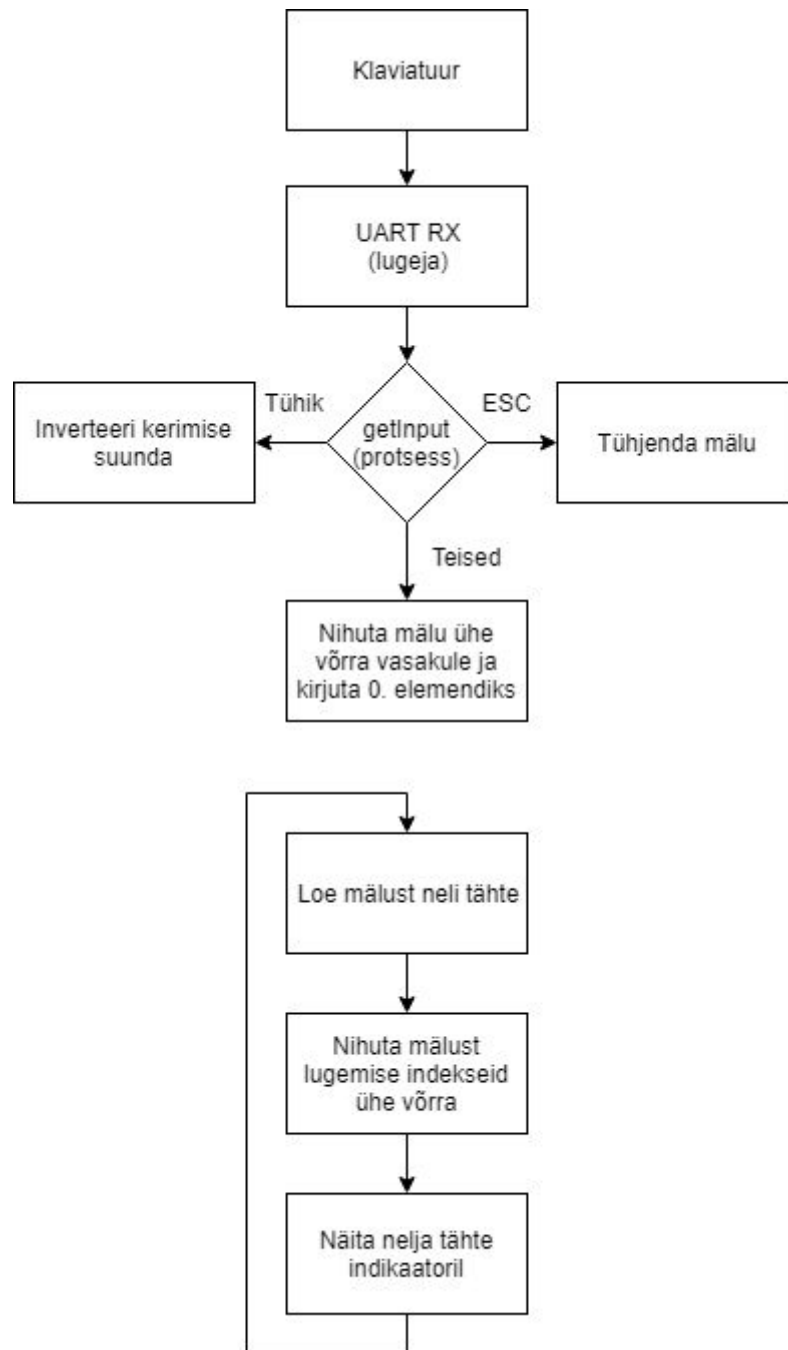 Klaviatuur
UART RX
(lugeja)
Tühik
ESC
Inverteeri kerimise
suunda
getInput
(protsess)
Tühjenda mälu
Teised
Nihuta mälu ühe
võrra vasakule ja
kirjuta 0. elemendiks
Loe mälust neli tähte
Nihuta mälust
lugemise indekseid
ühe võrra
Näita nelja tähte
indikaatoril